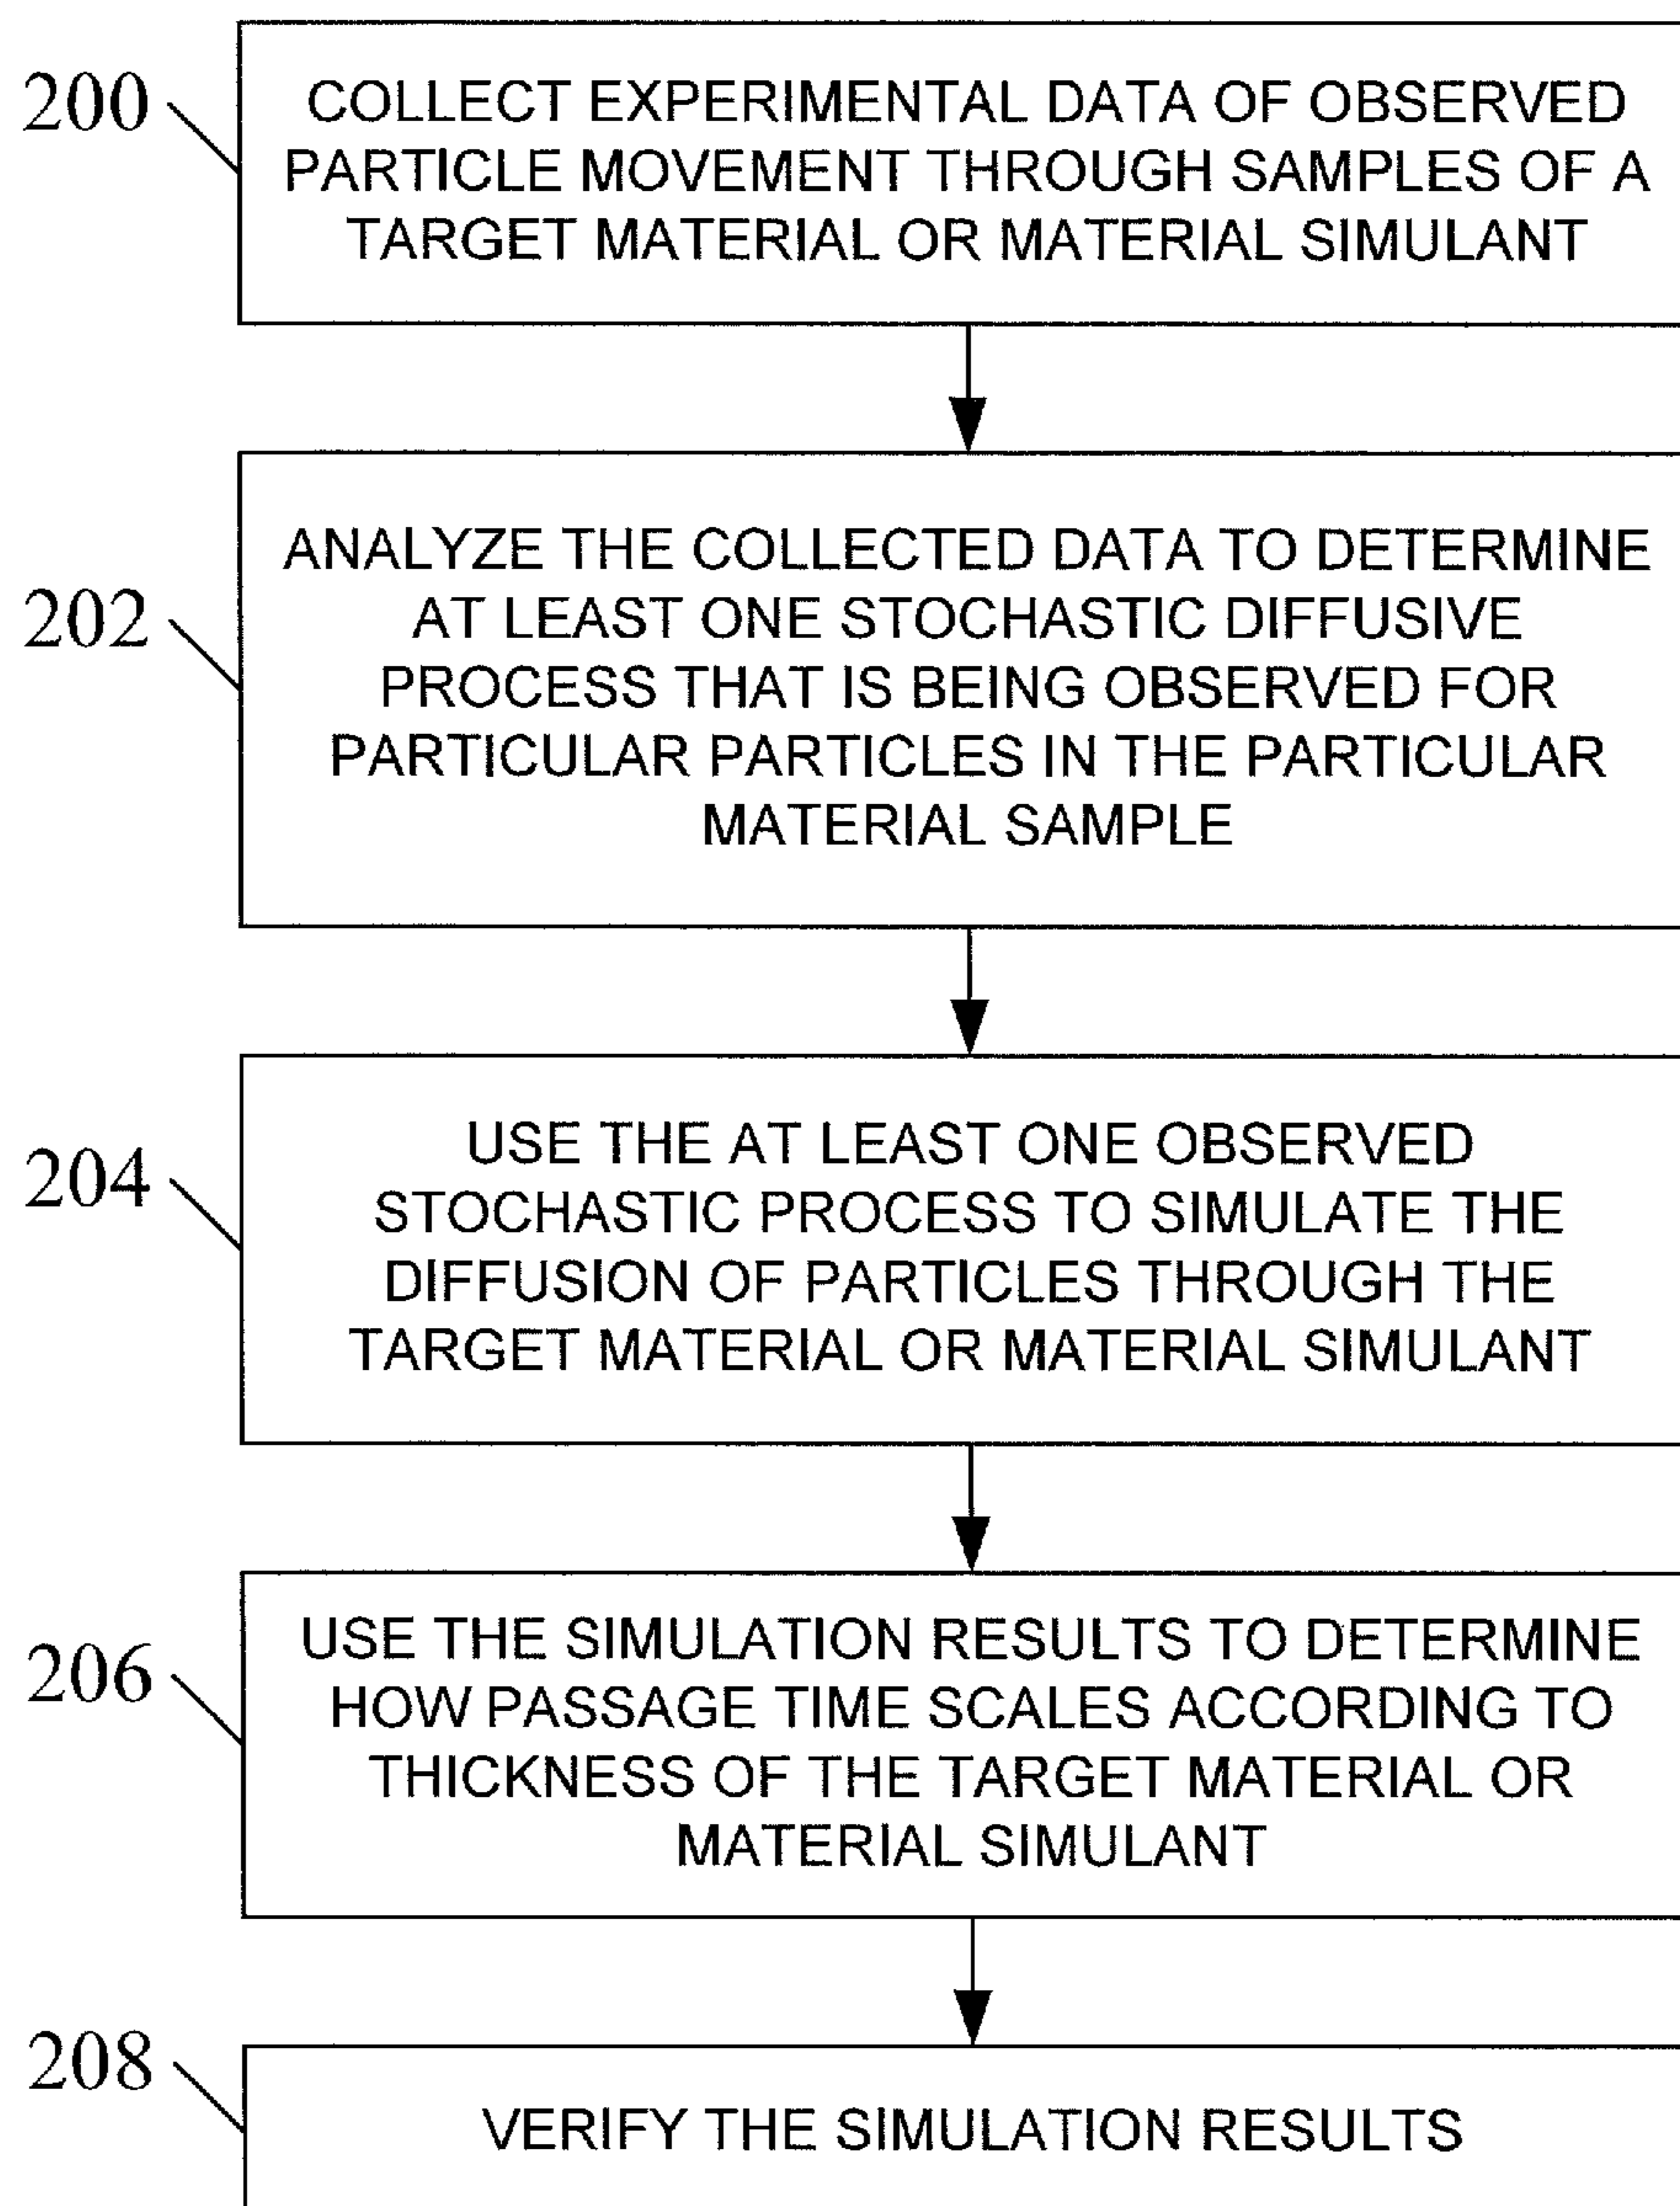 200
COLLECT EXPERIMENTAL DATA OF OBSERVED
PARTICLE MOVEMENT THROUGH SAMPLES OF A
TARGET MATERIAL OR MATERIAL SIMULANT
202
ANALYZE THE COLLECTED DATA TO DETERMINE
AT LEAST ONE STOCHASTIC DIFFUSIVE
PROCESS THAT IS BEING OBSERVED FOR
PARTICULAR PARTICLES IN THE PARTICULAR
MATERIAL SAMPLE
204
USE THE AT LEAST ONE OBSERVED
STOCHASTIC PROCESS TO SIMULATE THE
DIFFUSION OF PARTICLES THROUGH THE
TARGET MATERIAL OR MATERIAL SIMULANT
206
USE THE SIMULATION RESULTS TO DETERMINE
HOW PASSAGE TIME SCALES ACCORDING TO
THICKNESS OF THE TARGET MATERIAL OR
MATERIAL SIMULANT
208
VERIFY THE SIMULATION RESULTS